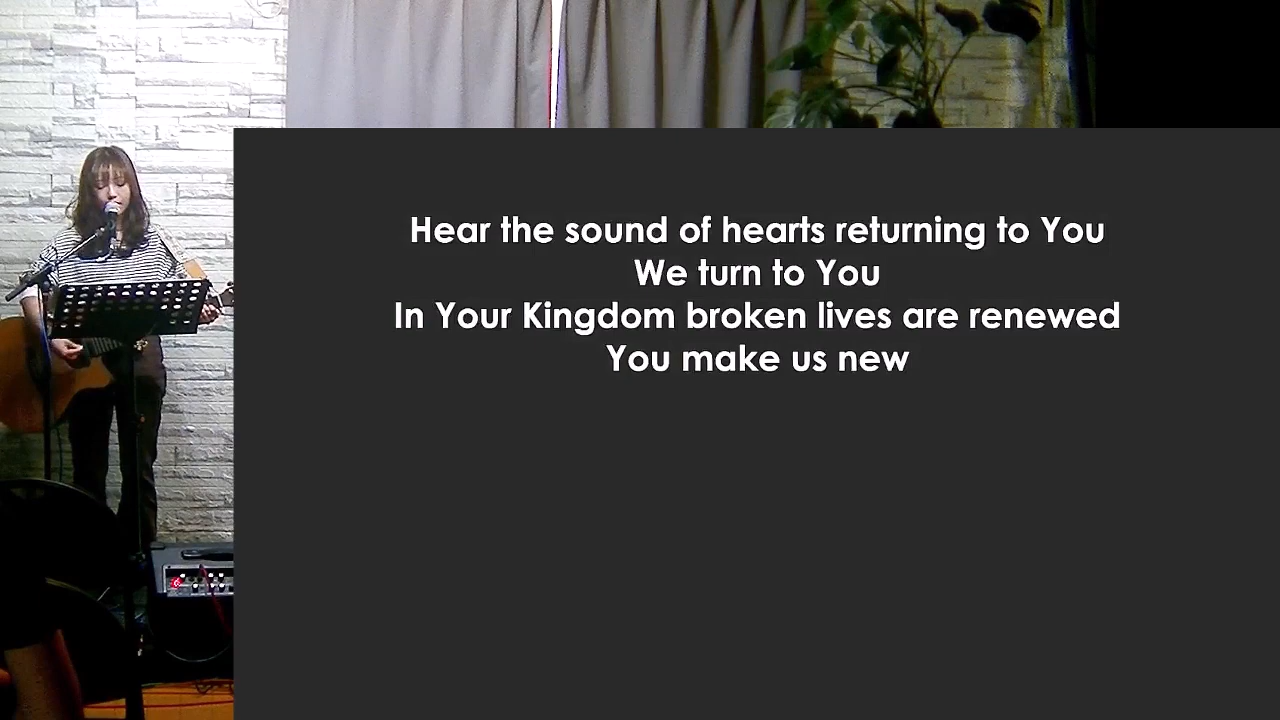 Hear the sound of hearts returning to You
We turn to You
In Your Kingdom broken lives are renewed
You make us new